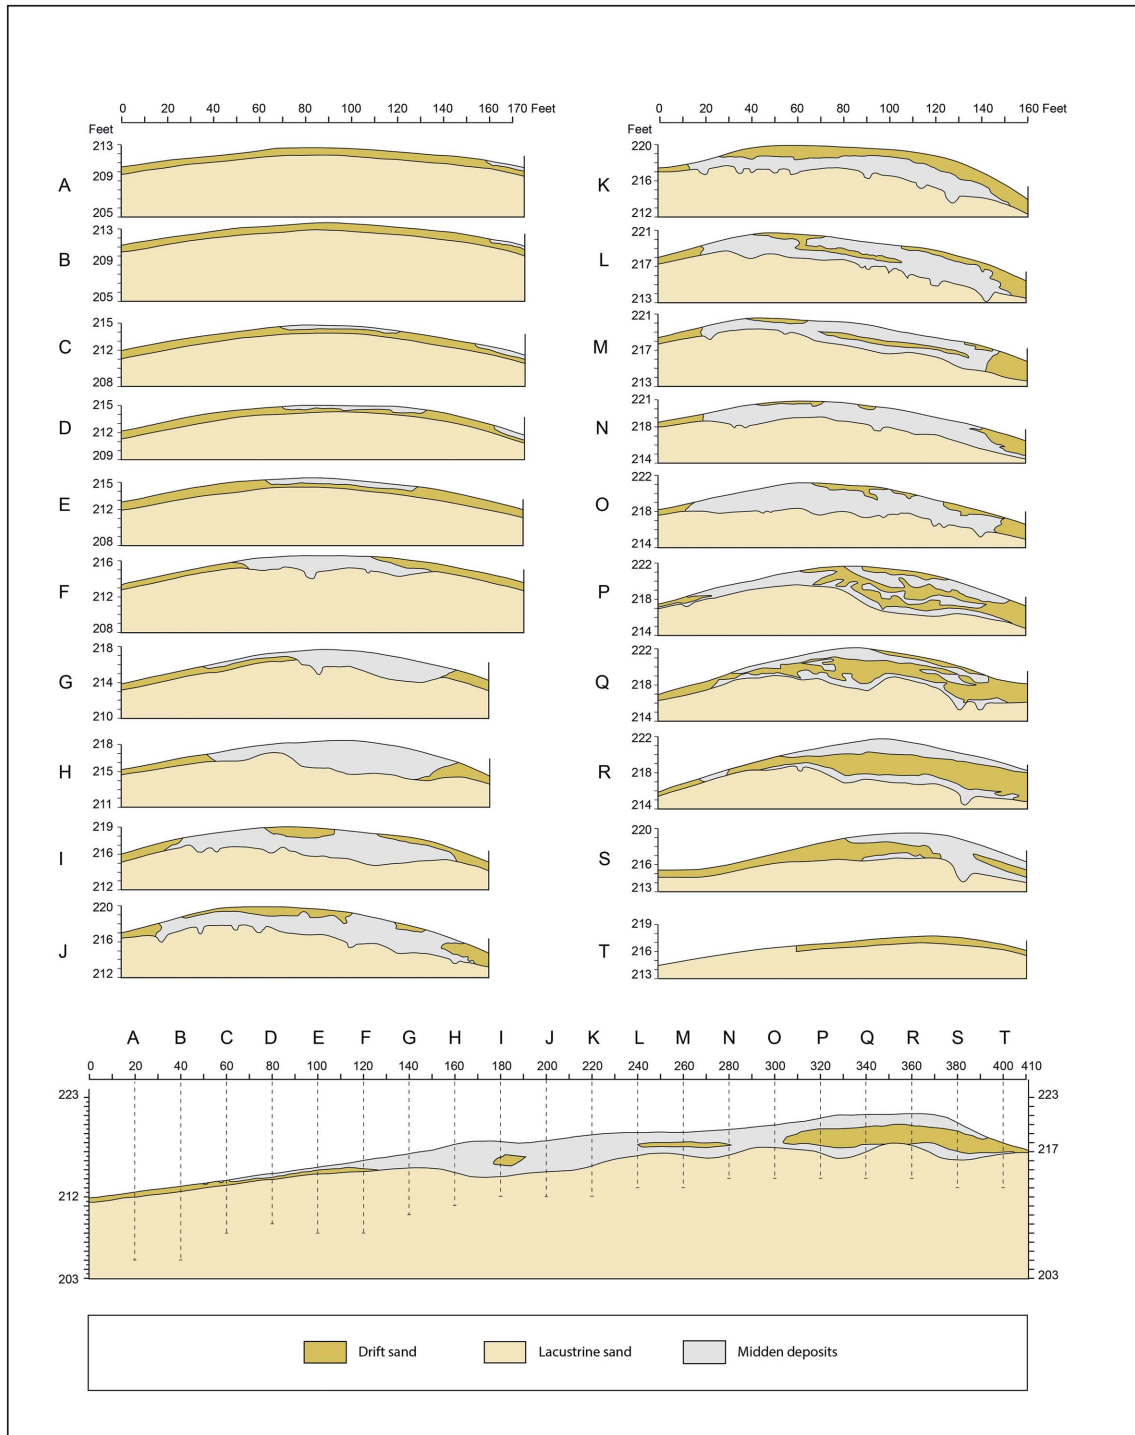 0 20 40 60 80 100 120 140 160 170 Feet
Feet
A 213 209 205
B 213 209 205
C 215 212 208
D 215 212 209
E 215 212 208
F 216 212 208
G 218 214 210
H 218 215 211
I 219 216 212
J 220 216 212
0 20 40 60 80 100 120 140 160 Feet
Feet
K 220 216 212
L 221 217 213
M 221 217 213
N 221 218 214
O 222 218 214
P 222 218 214
Q 222 218 214
R 222 218 214
S 220 216 213
T 219 216 213
A B C D E F G H I J K L M N O P Q R S T
0 20 40 60 80 100 120 140 160 180 200 220 240 260 280 300 320 340 360 380 400 410
223 223
217
212
203 203
Drift sand Lacustrine sand Midden deposits